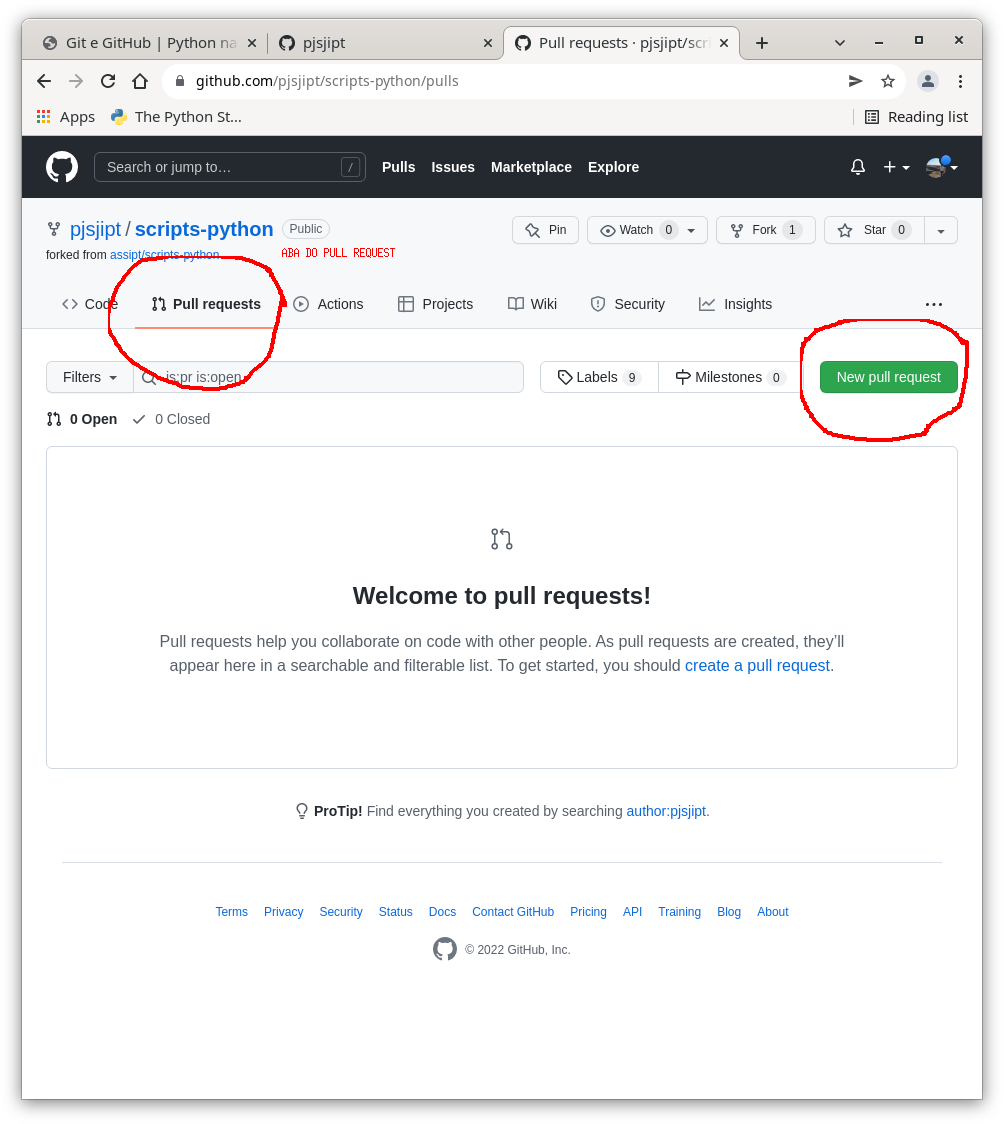 Git e GitHub | Python na
pjsjipt
Pull requests · pjsjipt/scri
github.com/pjsjipt/scripts-python/pulls
Apps
The Python St...
Reading list
Search or jump to…
/
Pulls
Issues
Marketplace
Explore
pjsjipt / scripts-python
Public
Pin
Watch 0
Fork 1
Star 0
forked from assipt/scripts-python
ABA DO PULL REQUEST
Code
Pull requests
Actions
Projects
Wiki
Security
Insights
Filters
is:pr is:open
Labels 9
Milestones 0
New pull request
0 Open
0 Closed
Welcome to pull requests!
Pull requests help you collaborate on code with other people. As pull requests are created, they’ll
appear here in a searchable and filterable list. To get started, you should create a pull request.
ProTip! Find everything you created by searching author:pjsjipt.
Terms
Privacy
Security
Status
Docs
Contact GitHub
Pricing
API
Training
Blog
About
© 2022 GitHub, Inc.